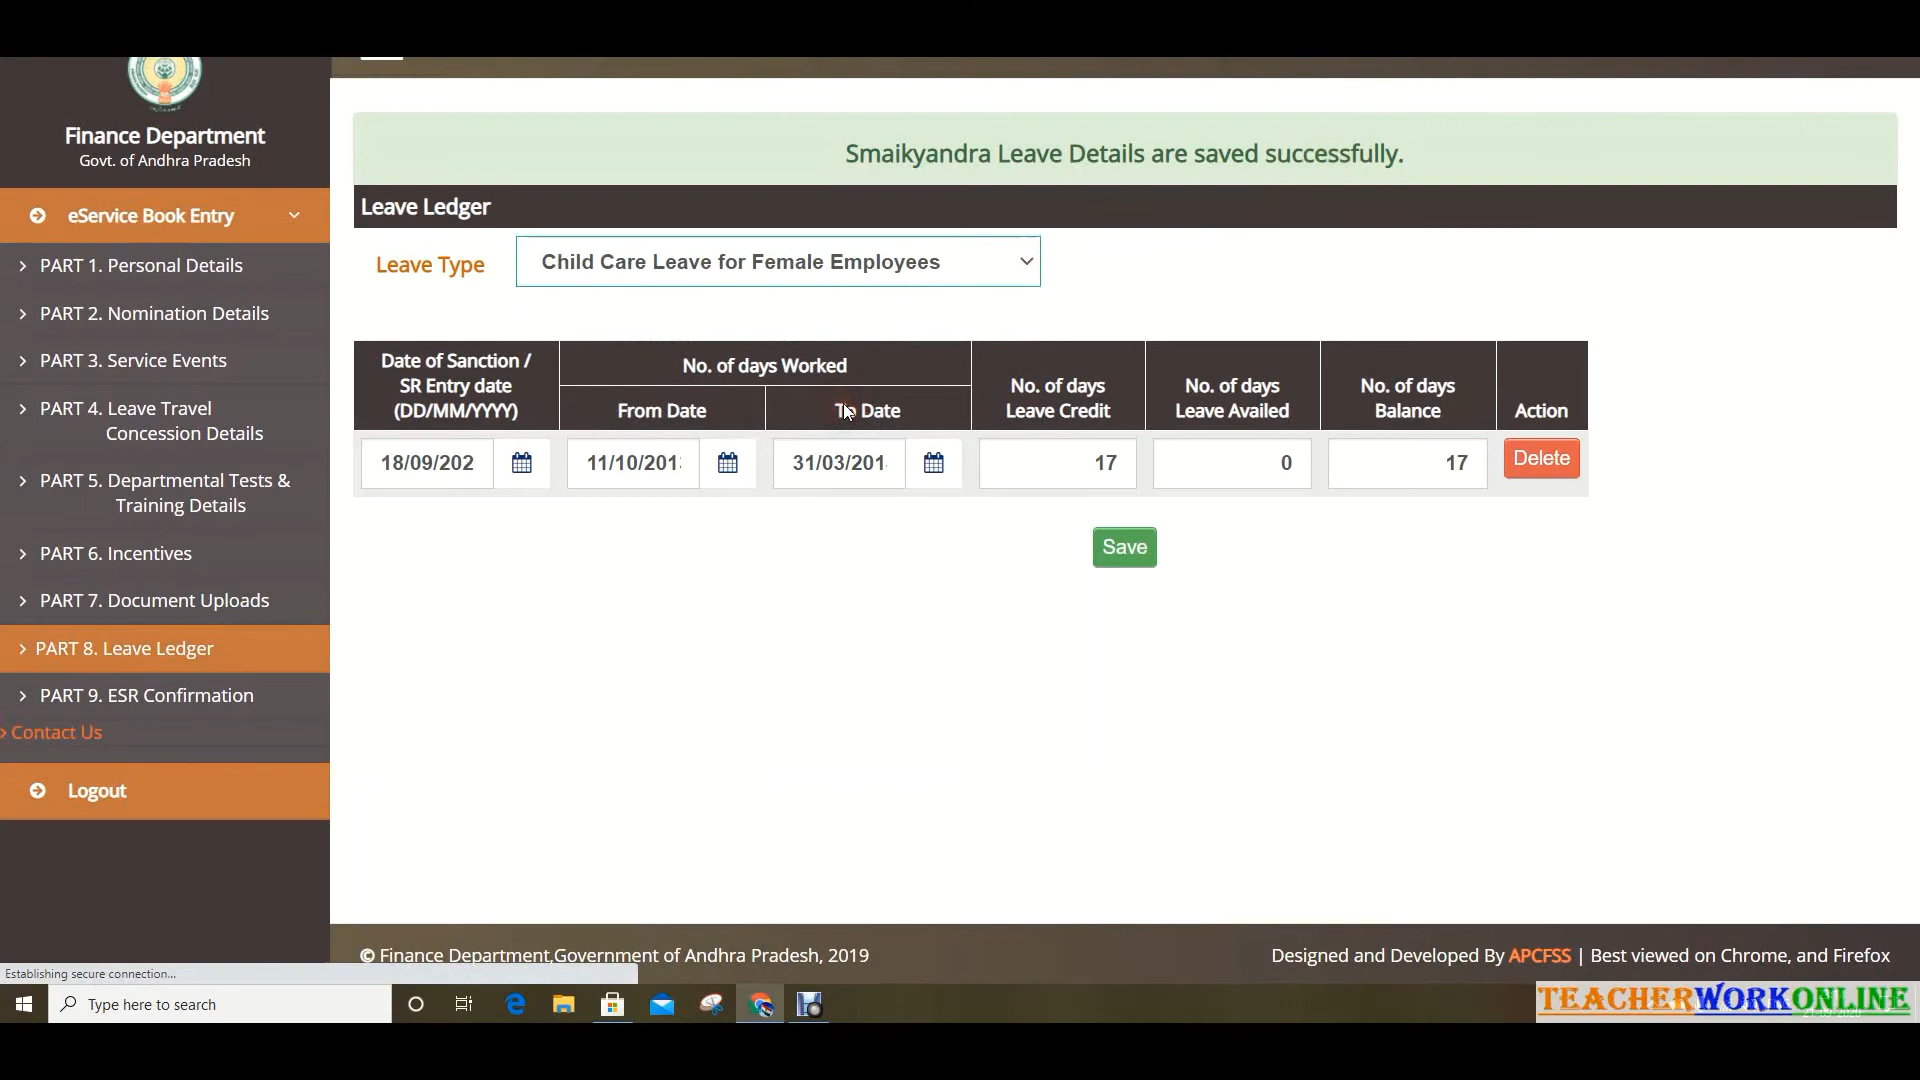 Finance Department
Govt. of Andhra Pradesh
eService Book Entry
PART 1. Personal Details
PART 2. Nomination Details
PART 3. Service Events
PART 4. Leave Travel
Concession Details
PART 5. Departmental Tests &
Training Details
PART 6. Incentives
PART 7. Document Uploads
PART 8. Leave Ledger
PART 9. ESR Confirmation
Contact Us
Logout
Smaikyandra Leave Details are saved successfully.
Leave Ledger
Leave Type
Child Care Leave for Female Employees
Date of Sanction /
SR Entry date
(DD/MM/YYYY)
No. of days Worked
From Date
To Date
No. of days
Leave Credit
No. of days
Leave Availed
No. of days
Balance
Action
18/09/202
11/10/201
31/03/201
17
0
17
Delete
Save
© Finance Department,Government of Andhra Pradesh, 2019
Designed and Developed By APCFSS | Best viewed on Chrome, and Firefox
Establishing secure connection...
Type here to search
TEACHERWORKONLINE